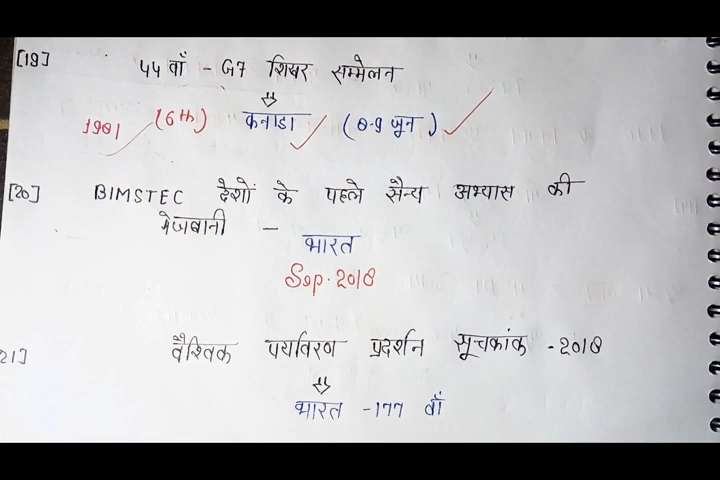 [19] 44 वाँ - G7 शिखर सम्मेलन
⇓
1981 (6th) कनाडा (8-9 जून)
[20] BIMSTEC देशों के पहले सैन्य अभ्यास की
मेजबानी -
भारत
Sep. 2018
21] वैश्विक पर्यावरण प्रदर्शन सूचकांक - 2018
⇓
भारत - 177 वाँ